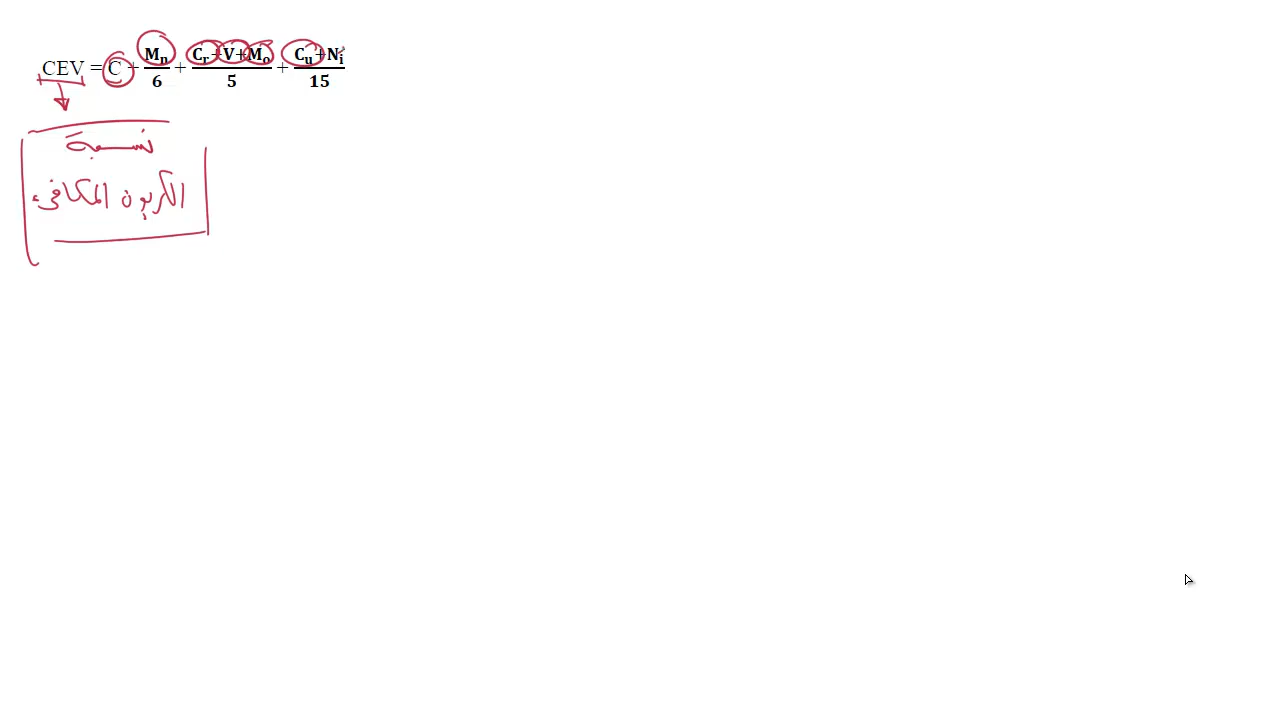 CEV = C + Mn/6 + Cr+V+Mo/5 + Cu+Ni/15
نسبة
الكربون المكافئ